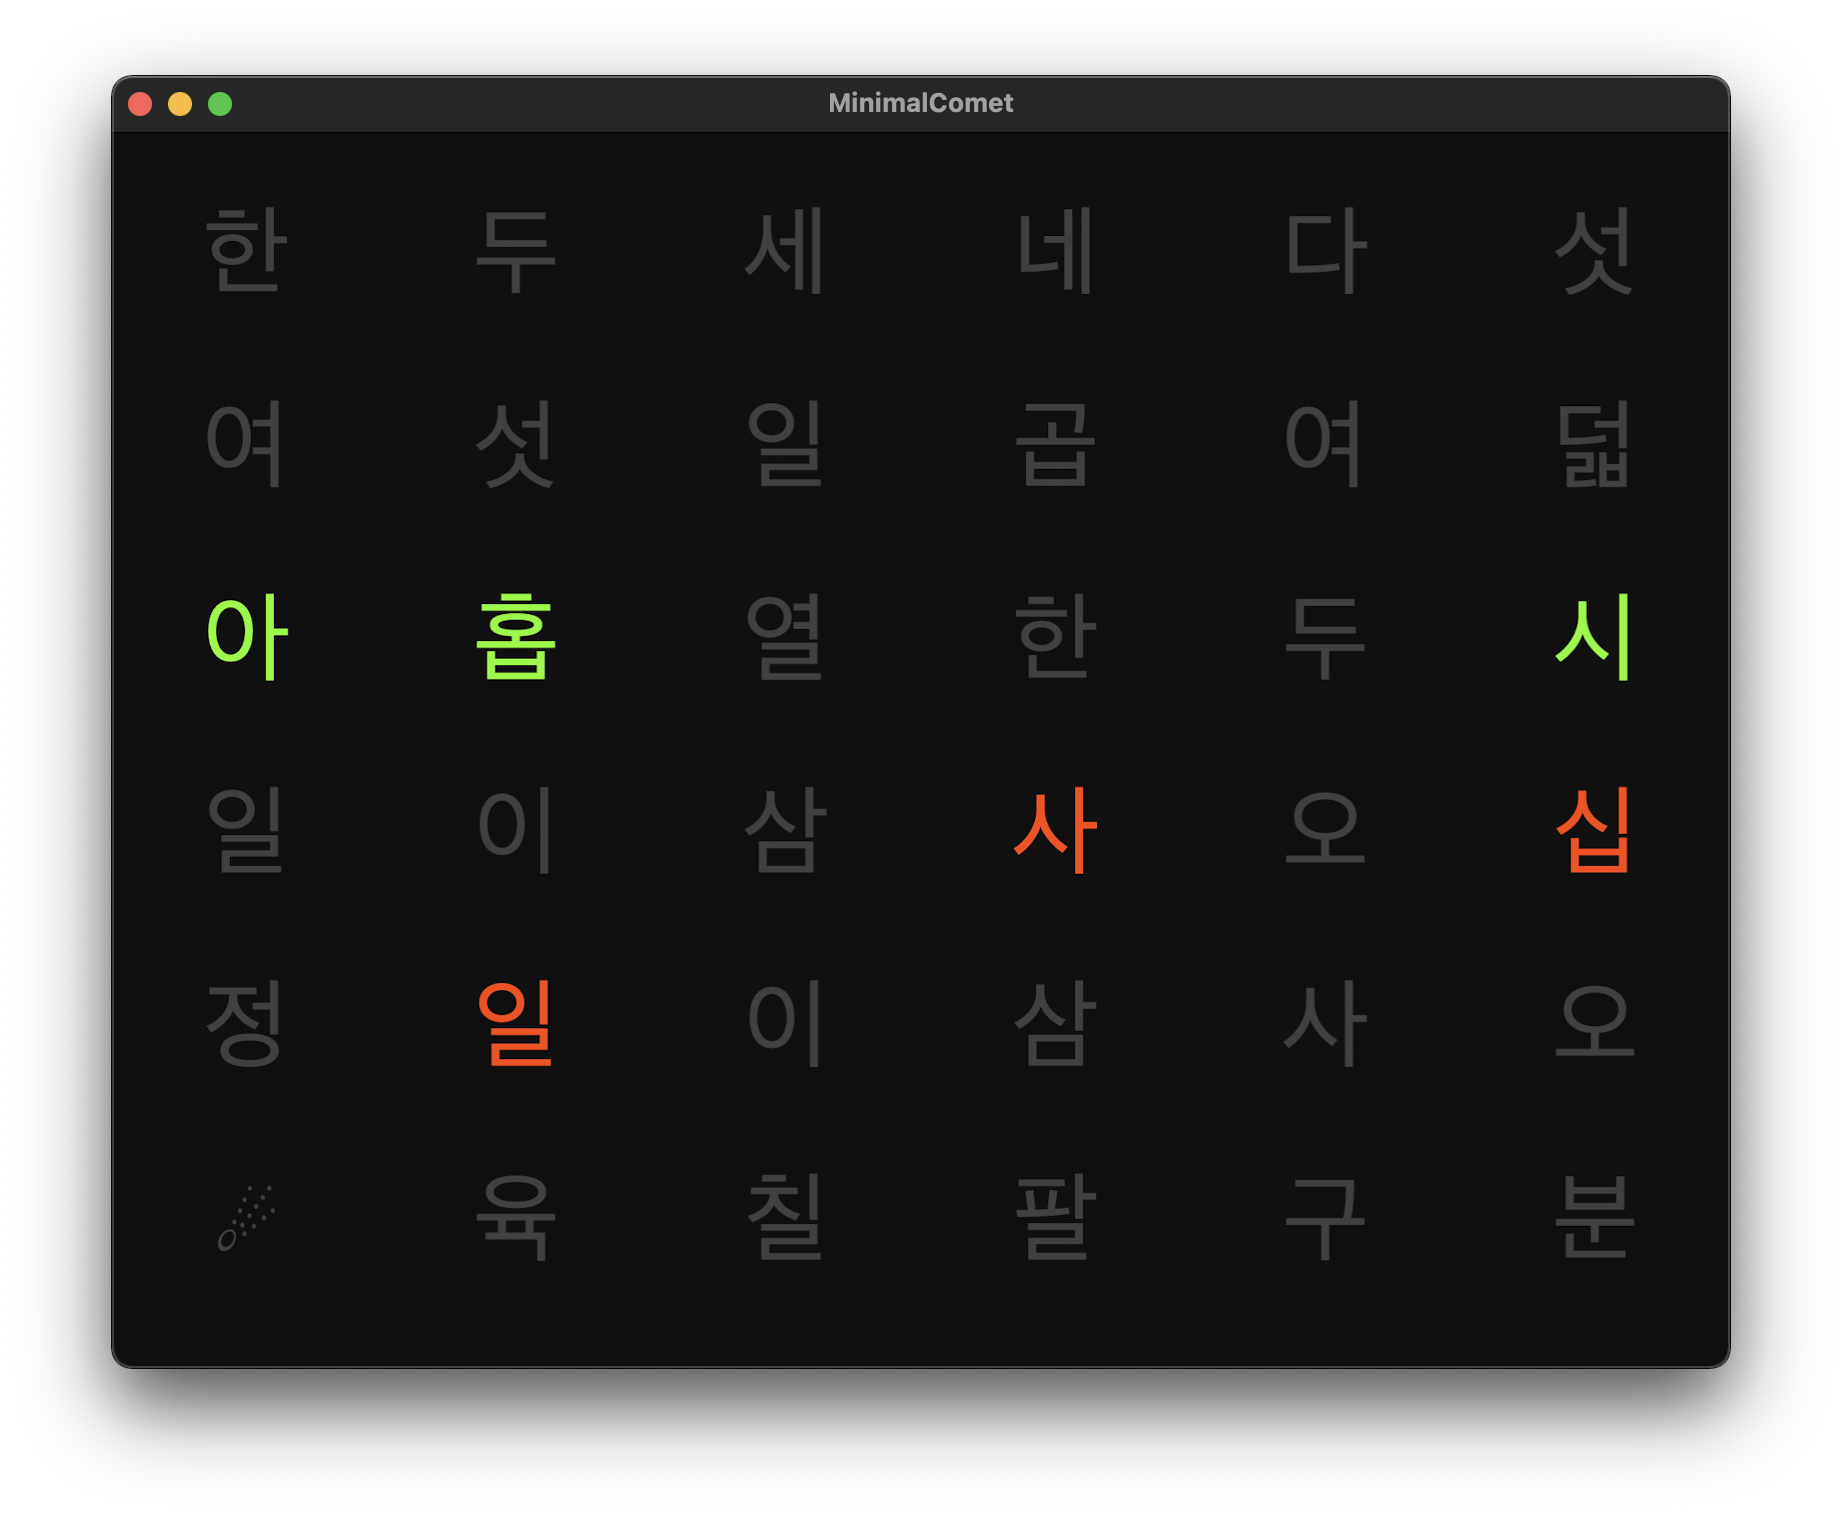 MinimalComet
한 두 세 네 다 섯
여 섯 일 곱 여 덟
아 홉 열 한 두 시
일 이 삼 사 오 십
정 일 이 삼 사 오
☄ 육 칠 팔 구 분